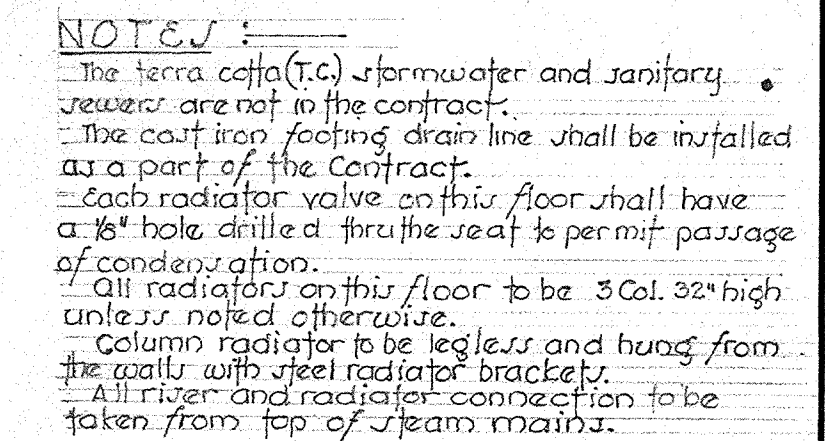 NOTES :—
The terra cotta (T.C.) stormwater and sanitary
sewers are not in the contract.
The cast iron footing drain line shall be installed
as a part of the Contract.
Each radiator valve on this floor shall have
a 1/8" hole drilled thru the seat to permit passage
of condensation.
All radiators on this floor to be 3 Col. 32" high
unless noted otherwise.
Column radiator to be legless and hung from
the walls with steel radiator brackets.
All riser and radiator connection to be
taken from top of steam mains.